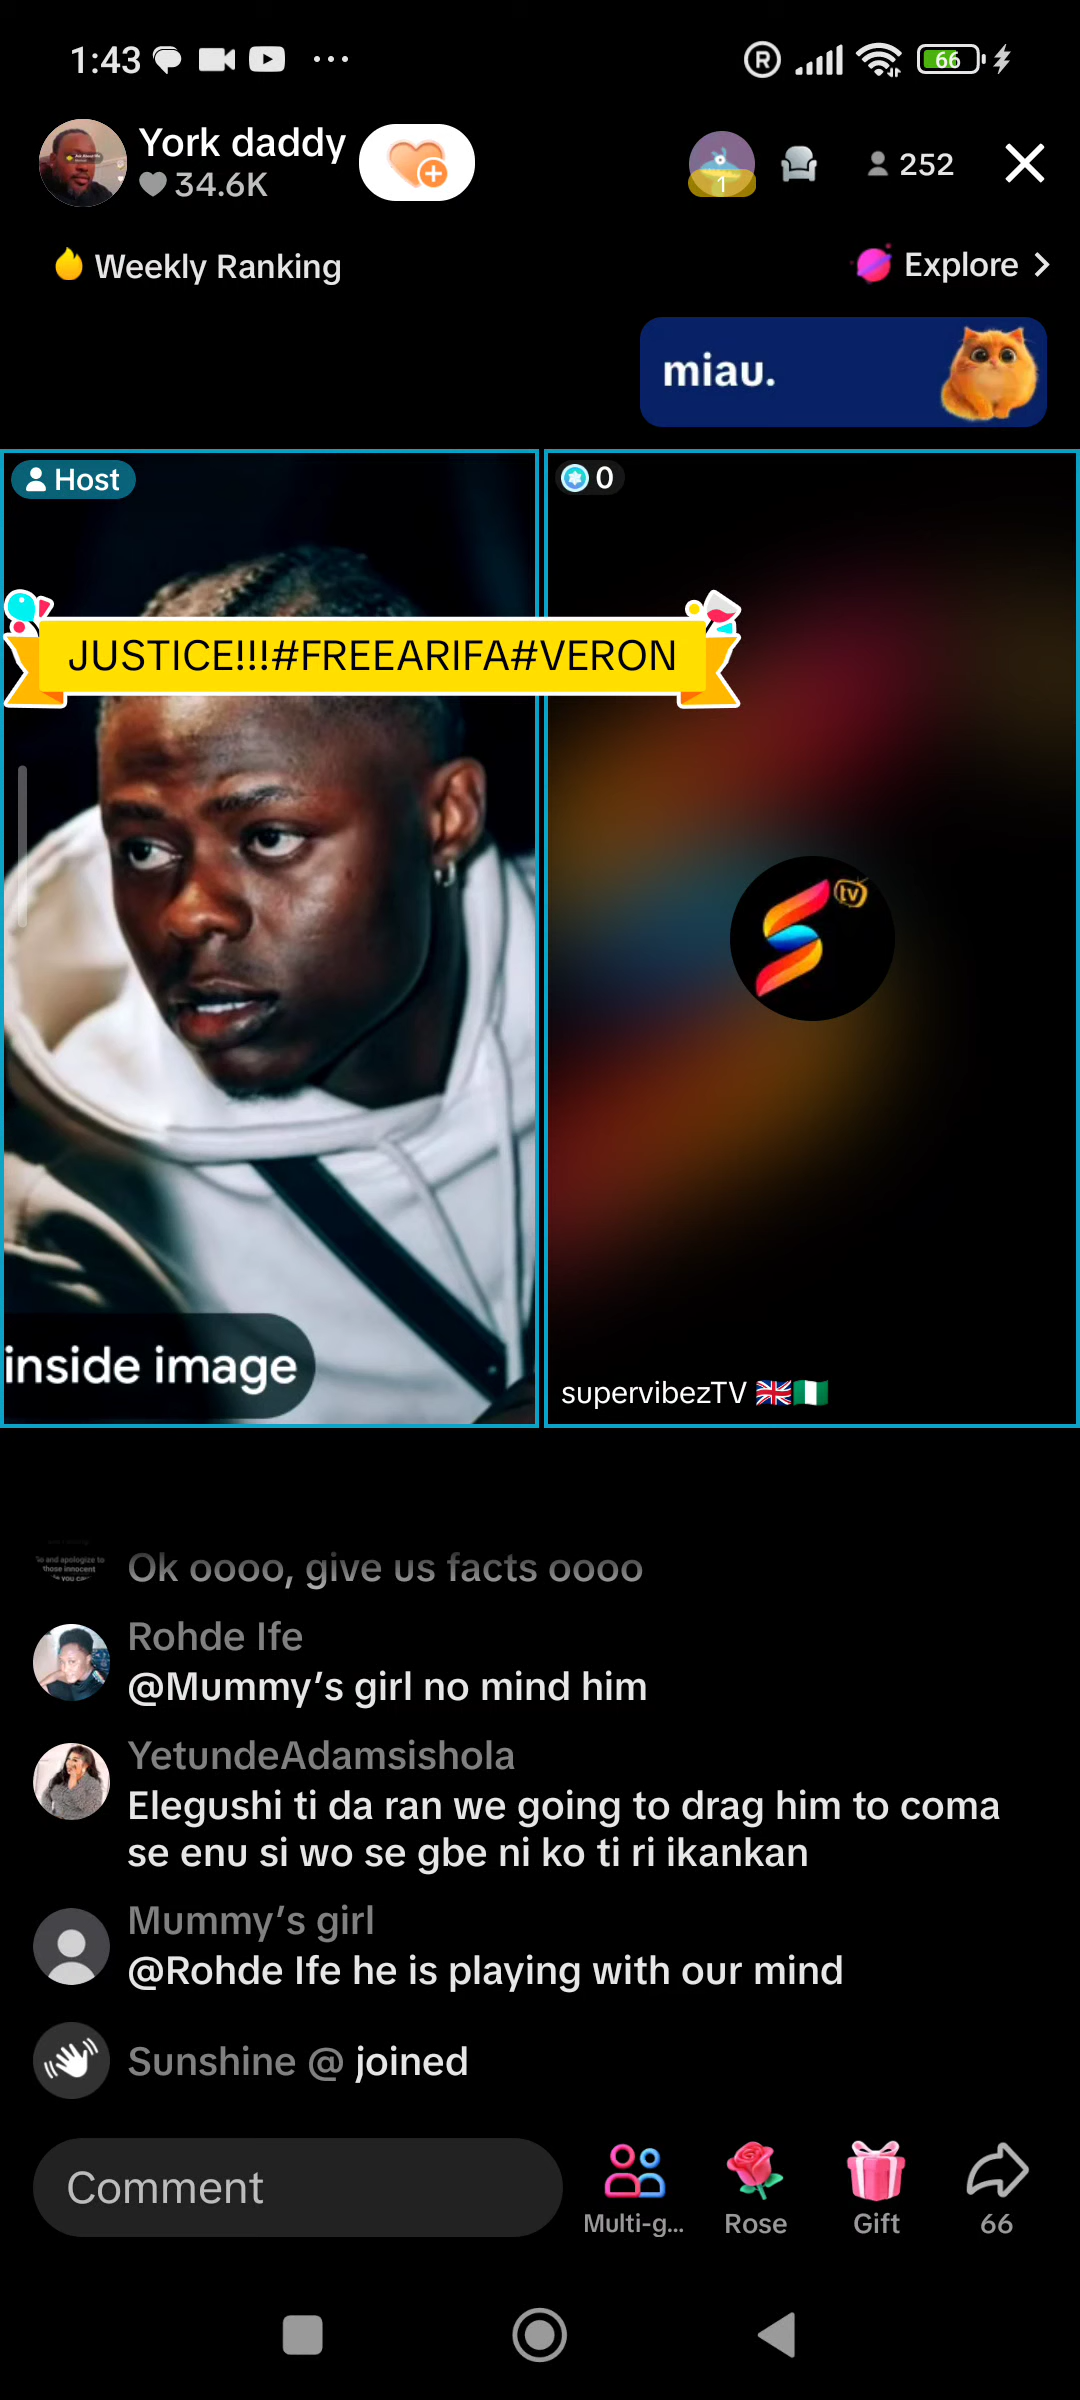 1:43
66
York daddy
34.6K
1
252
Weekly Ranking
Explore
miau.
Host
0
JUSTICE!!!#FREEARIFA#VERON
tv
inside image
supervibezTV
Ok oooo, give us facts oooo
Rohde Ife
@Mummy’s girl no mind him
YetundeAdamsishola
Elegushi ti da ran we going to drag him to coma
se enu si wo se gbe ni ko ti ri ikankan
Mummy’s girl
@Rohde Ife he is playing with our mind
Sunshine @ joined
Comment
Multi-g...
Rose
Gift
66